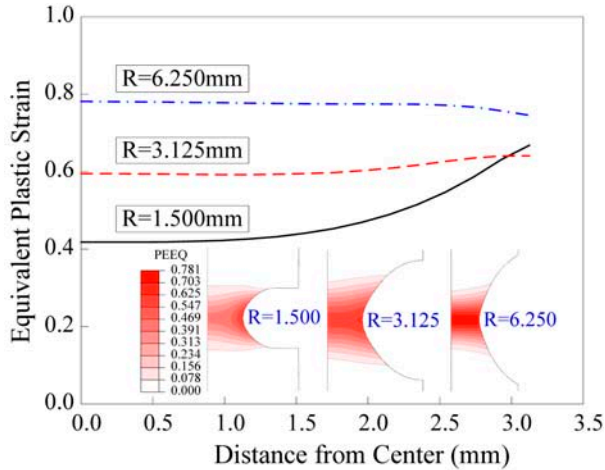 1.0
0.8
0.6
0.4
0.2
0.0
Equivalent Plastic Strain
R=6.250mm
R=3.125mm
R=1.500mm
PEEQ
0.781
0.703
0.625
0.547
0.469
0.391
0.313
0.234
0.156
0.078
0.000
R=1.500
R=3.125
R=6.250
0.0 0.5 1.0 1.5 2.0 2.5 3.0 3.5
Distance from Center (mm)